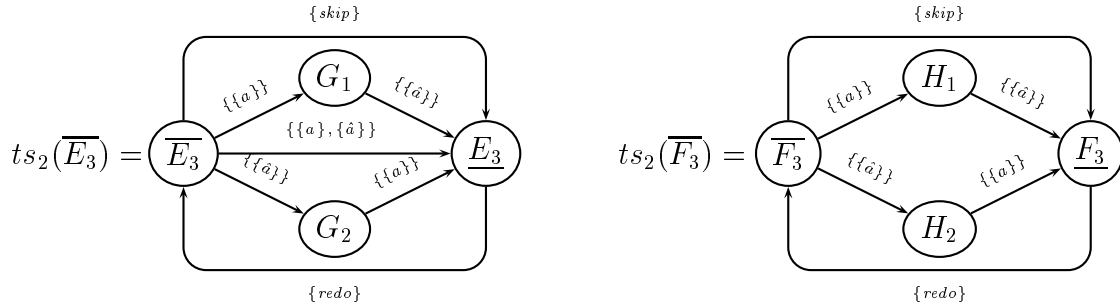 {skip} {skip}
G₁ H₁
{{a}} {{â}} {{a}} {{â}}
{{a},{â}}
ts₂(E̅₃) = E̅₃ E̲₃ ts₂(F̅₃) = F̅₃ F̲₃
{{â}} {{a}} {{â}} {{a}}
G₂ H₂
{redo} {redo}